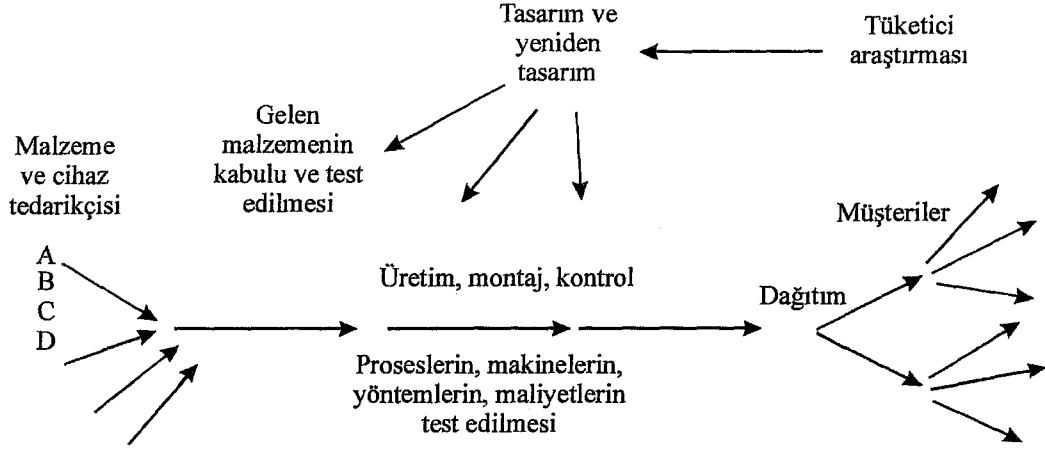 Tasarım ve
yeniden
tasarım
Tüketici
araştırması
Gelen
malzemenin
kabulu ve test
edilmesi
Malzeme
ve cihaz
tedarikçisi
A
B
C
D
Üretim, montaj, kontrol
Proseslerin, makinelerin,
yöntemlerin, maliyetlerin
test edilmesi
Dağıtım
Müşteriler